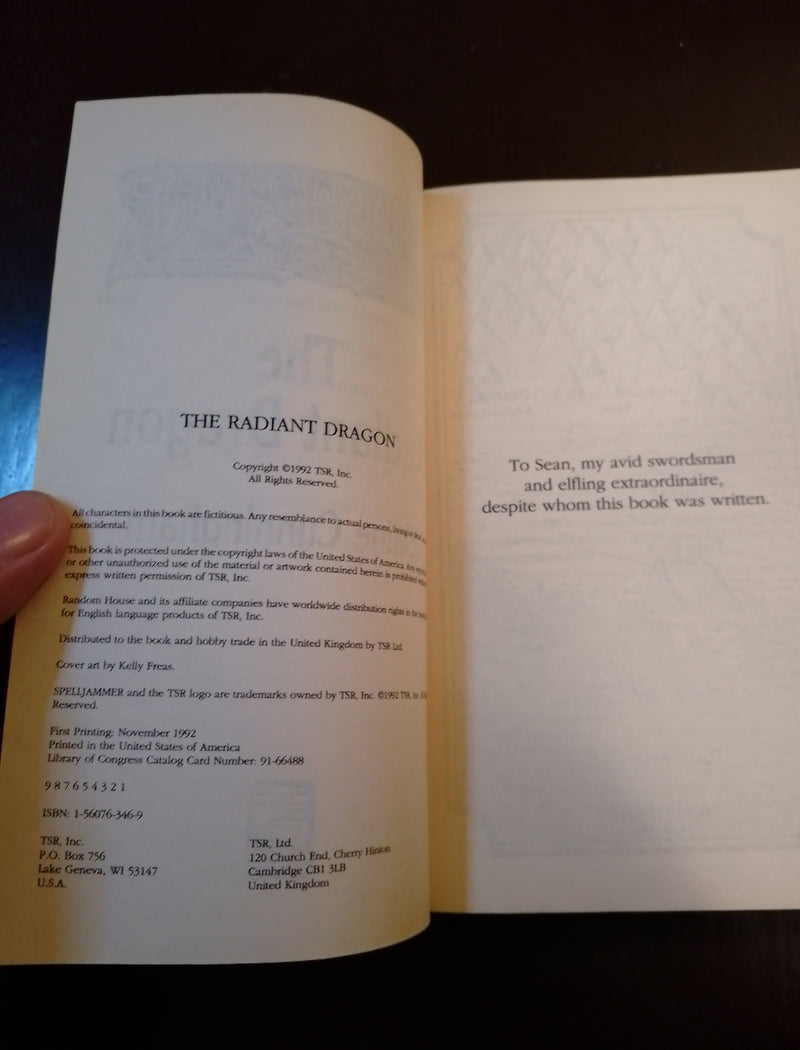 THE RADIANT DRAGON
Copyright ©1992 TSR, Inc.
All Rights Reserved.
All characters in this book are fictitious. Any resemblance to actual persons, living or dead,
coincidental.
This book is protected under the copyright laws of the United States of America. Any
or other unauthorized use of the material or artwork contained herein is prohibited
express written permission of TSR, Inc.
Random House and its affiliate companies have worldwide distribution rights in the
for English language products of TSR, Inc.
Distributed to the book and hobby trade in the United Kingdom by TSR Ltd.
Cover art by Kelly Freas.
SPELLJAMMER and the TSR logo are trademarks owned by TSR, Inc. ©1992 TSR, Inc.
Reserved.
First Printing: November 1992
Printed in the United States of America
Library of Congress Catalog Card Number: 91-66488
9 8 7 6 5 4 3 2 1
ISBN: 1-56076-346-9
TSR, Inc.
P.O. Box 756
Lake Geneva, WI 53147
U.S.A.
TSR, Ltd.
120 Church End, Cherry Hinton
Cambridge CB1 3LB
United Kingdom
To Sean, my avid swordsman
and elfling extraordinaire,
despite whom this book was written.